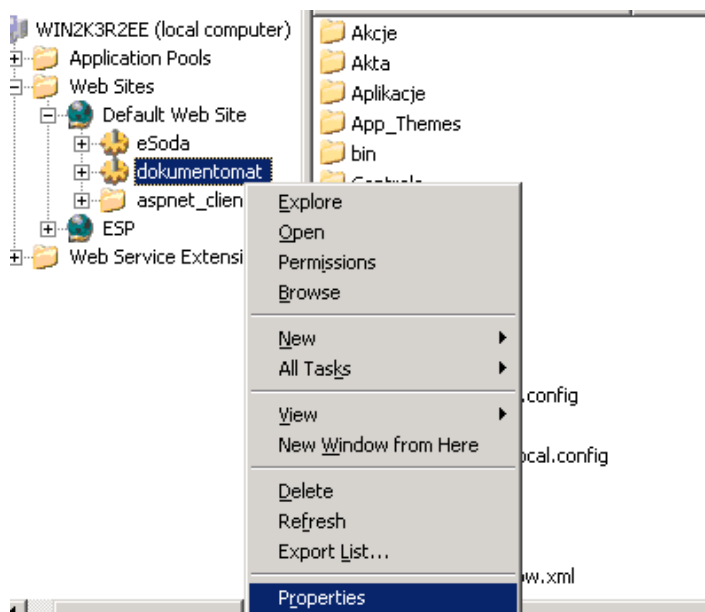 WIN2K3R2EE (local computer)
Application Pools
Web Sites
Default Web Site
eSoda
dokumentomat
aspnet_clien
ESP
Web Service Extensi
Akcje
Akta
Aplikacje
App_Themes
bin
Explore
Open
Permissions
Browse
New
All Tasks
View
New Window from Here
Delete
Refresh
Export List...
Properties
.config
ocal.config
ow.xml